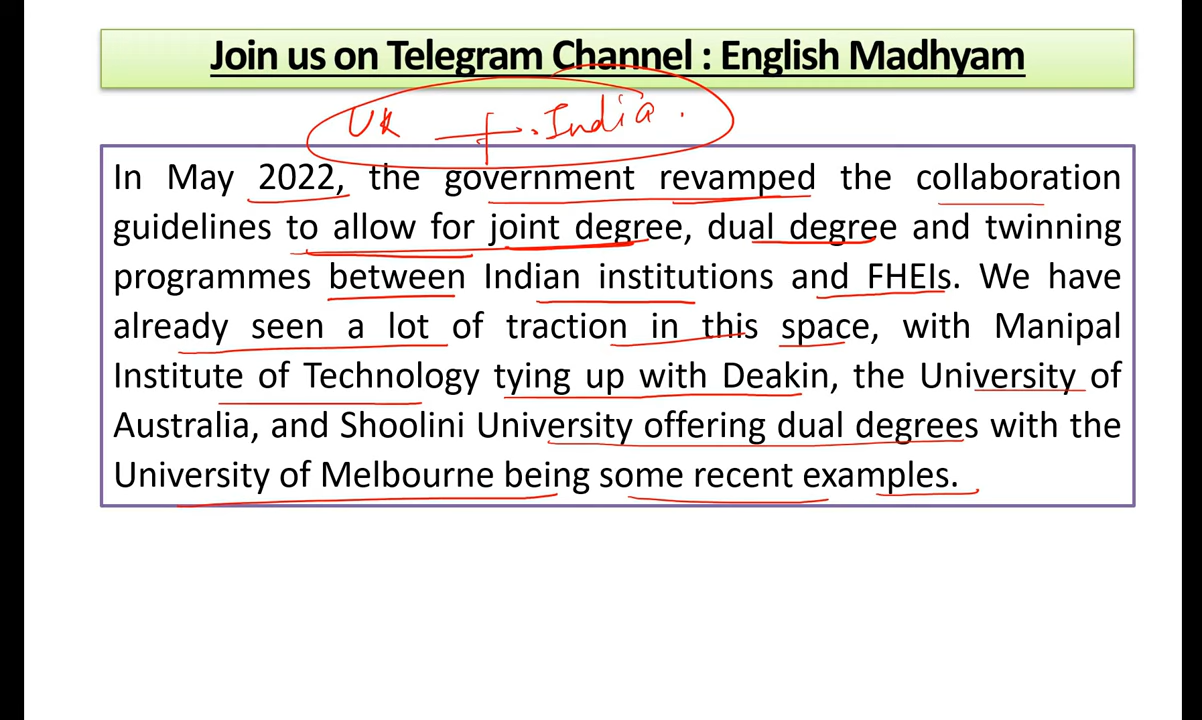 Join us on Telegram Channel : English Madhyam
UK + India
In May 2022, the government revamped the collaboration
guidelines to allow for joint degree, dual degree and twinning
programmes between Indian institutions and FHEIs. We have
already seen a lot of traction in this space, with Manipal
Institute of Technology tying up with Deakin, the University of
Australia, and Shoolini University offering dual degrees with the
University of Melbourne being some recent examples.